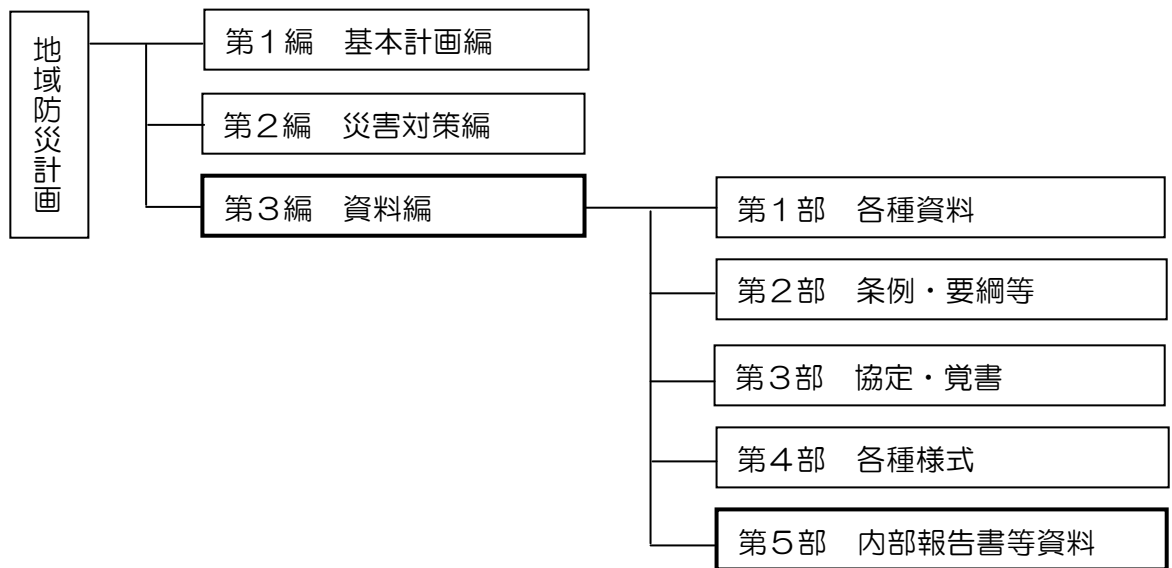 地域防災計画
第１編　基本計画編
第２編　災害対策編
第３編　資料編
第１部　各種資料
第２部　条例・要綱等
第３部　協定・覚書
第４部　各種様式
第５部　内部報告書等資料